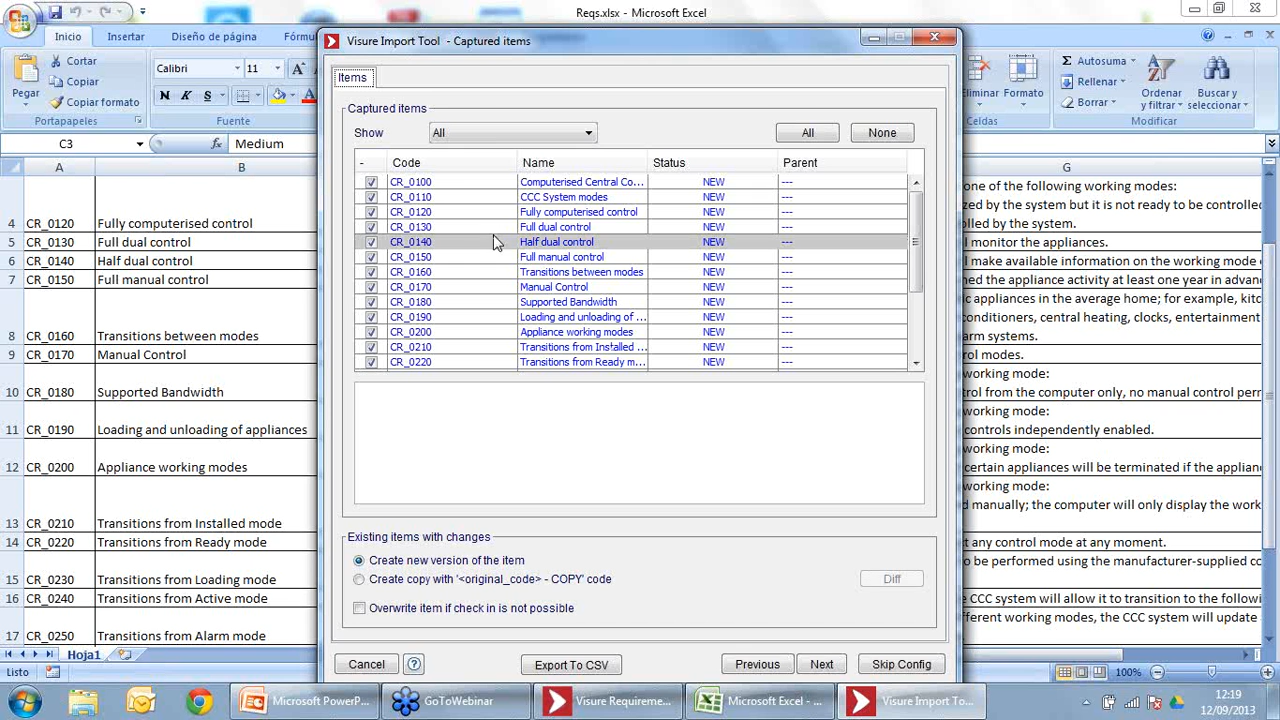 Reqs.xlsx - Microsoft Excel
Inicio
Insertar
Diseño de página
Fórmu
Cortar
Copiar
Copiar formato
Pegar
Portapapeles
Calibri
11
A
N K S
A
Fuente
Eliminar
Formato
Celdas
Autosuma
Rellenar
Borrar
Ordenar y filtrar
Buscar y seleccionar
Modificar
C3
fx
Medium
A B G
4 CR_0120 Fully computerised control
5 CR_0130 Full dual control
6 CR_0140 Half dual control
7 CR_0150 Full manual control
8 CR_0160 Transitions between modes
9 CR_0170 Manual Control
10 CR_0180 Supported Bandwidth
11 CR_0190 Loading and unloading of appliances
12 CR_0200 Appliance working modes
13 CR_0210 Transitions from Installed mode
14 CR_0220 Transitions from Ready mode
15 CR_0230 Transitions from Loading mode
16 CR_0240 Transitions from Active mode
17 CR_0250 Transitions from Alarm mode
Hoja1
Listo
100%
Visure Import Tool - Captured items
Items
Captured items
Show
All
All
None
- Code Name Status Parent
CR_0100 Computerised Central Co... NEW ---
CR_0110 CCC System modes NEW ---
CR_0120 Fully computerised control NEW ---
CR_0130 Full dual control NEW ---
CR_0140 Half dual control NEW ---
CR_0150 Full manual control NEW ---
CR_0160 Transitions between modes NEW ---
CR_0170 Manual Control NEW ---
CR_0180 Supported Bandwidth NEW ---
CR_0190 Loading and unloading of ... NEW ---
CR_0200 Appliance working modes NEW ---
CR_0210 Transitions from Installed ... NEW ---
CR_0220 Transitions from Ready m... NEW ---
Existing items with changes
Create new version of the item
Create copy with '<original_code> - COPY' code
Diff
Overwrite item if check in is not possible
Cancel
?
Export To CSV
Previous
Next
Skip Config
one of the following working modes:
zed by the system but it is not ready to be controlled
olled by the system.
l monitor the appliances.
l make available information on the working mode
ned the appliance activity at least one year in advanc
ic appliances in the average home; for example, kitc
conditioners, central heating, clocks, entertainment
arm systems.
rol modes.
working mode:
trol from the computer only, no manual control perm
working mode:
controls independently enabled.
working mode:
certain appliances will be terminated if the applianc
working mode:
ed manually; the computer will only display the work
at any control mode at any moment.
to be performed using the manufacturer-supplied co
e CCC system will allow it to transition to the followi
fferent working modes, the CCC system will update
Microsoft PowerP...
GoToWebinar
Visure Requireme...
Microsoft Excel - ...
Visure Import Too...
12:19
12/09/2013